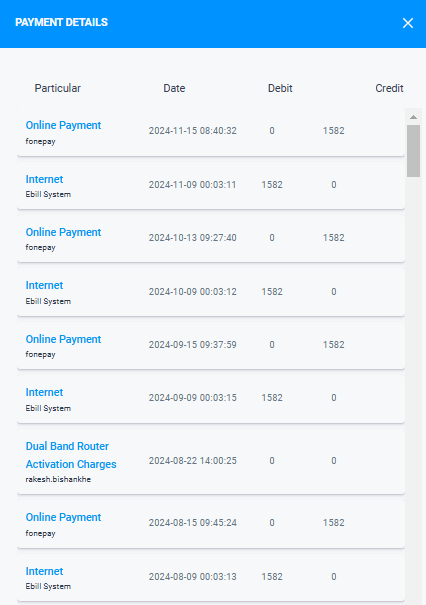 PAYMENT DETAILS
Particular Date Debit Credit
Online Payment
fonepay
2024-11-15 08:40:32 0 1582
Internet
Ebill System
2024-11-09 00:03:11 1582 0
Online Payment
fonepay
2024-10-13 09:27:40 0 1582
Internet
Ebill System
2024-10-09 00:03:12 1582 0
Online Payment
fonepay
2024-09-15 09:37:59 0 1582
Internet
Ebill System
2024-09-09 00:03:15 1582 0
Dual Band Router
Activation Charges
rakesh.bishankhe
2024-08-22 14:00:25 0 0
Online Payment
fonepay
2024-08-15 09:45:24 0 1582
Internet
Ebill System
2024-08-09 00:03:13 1582 0